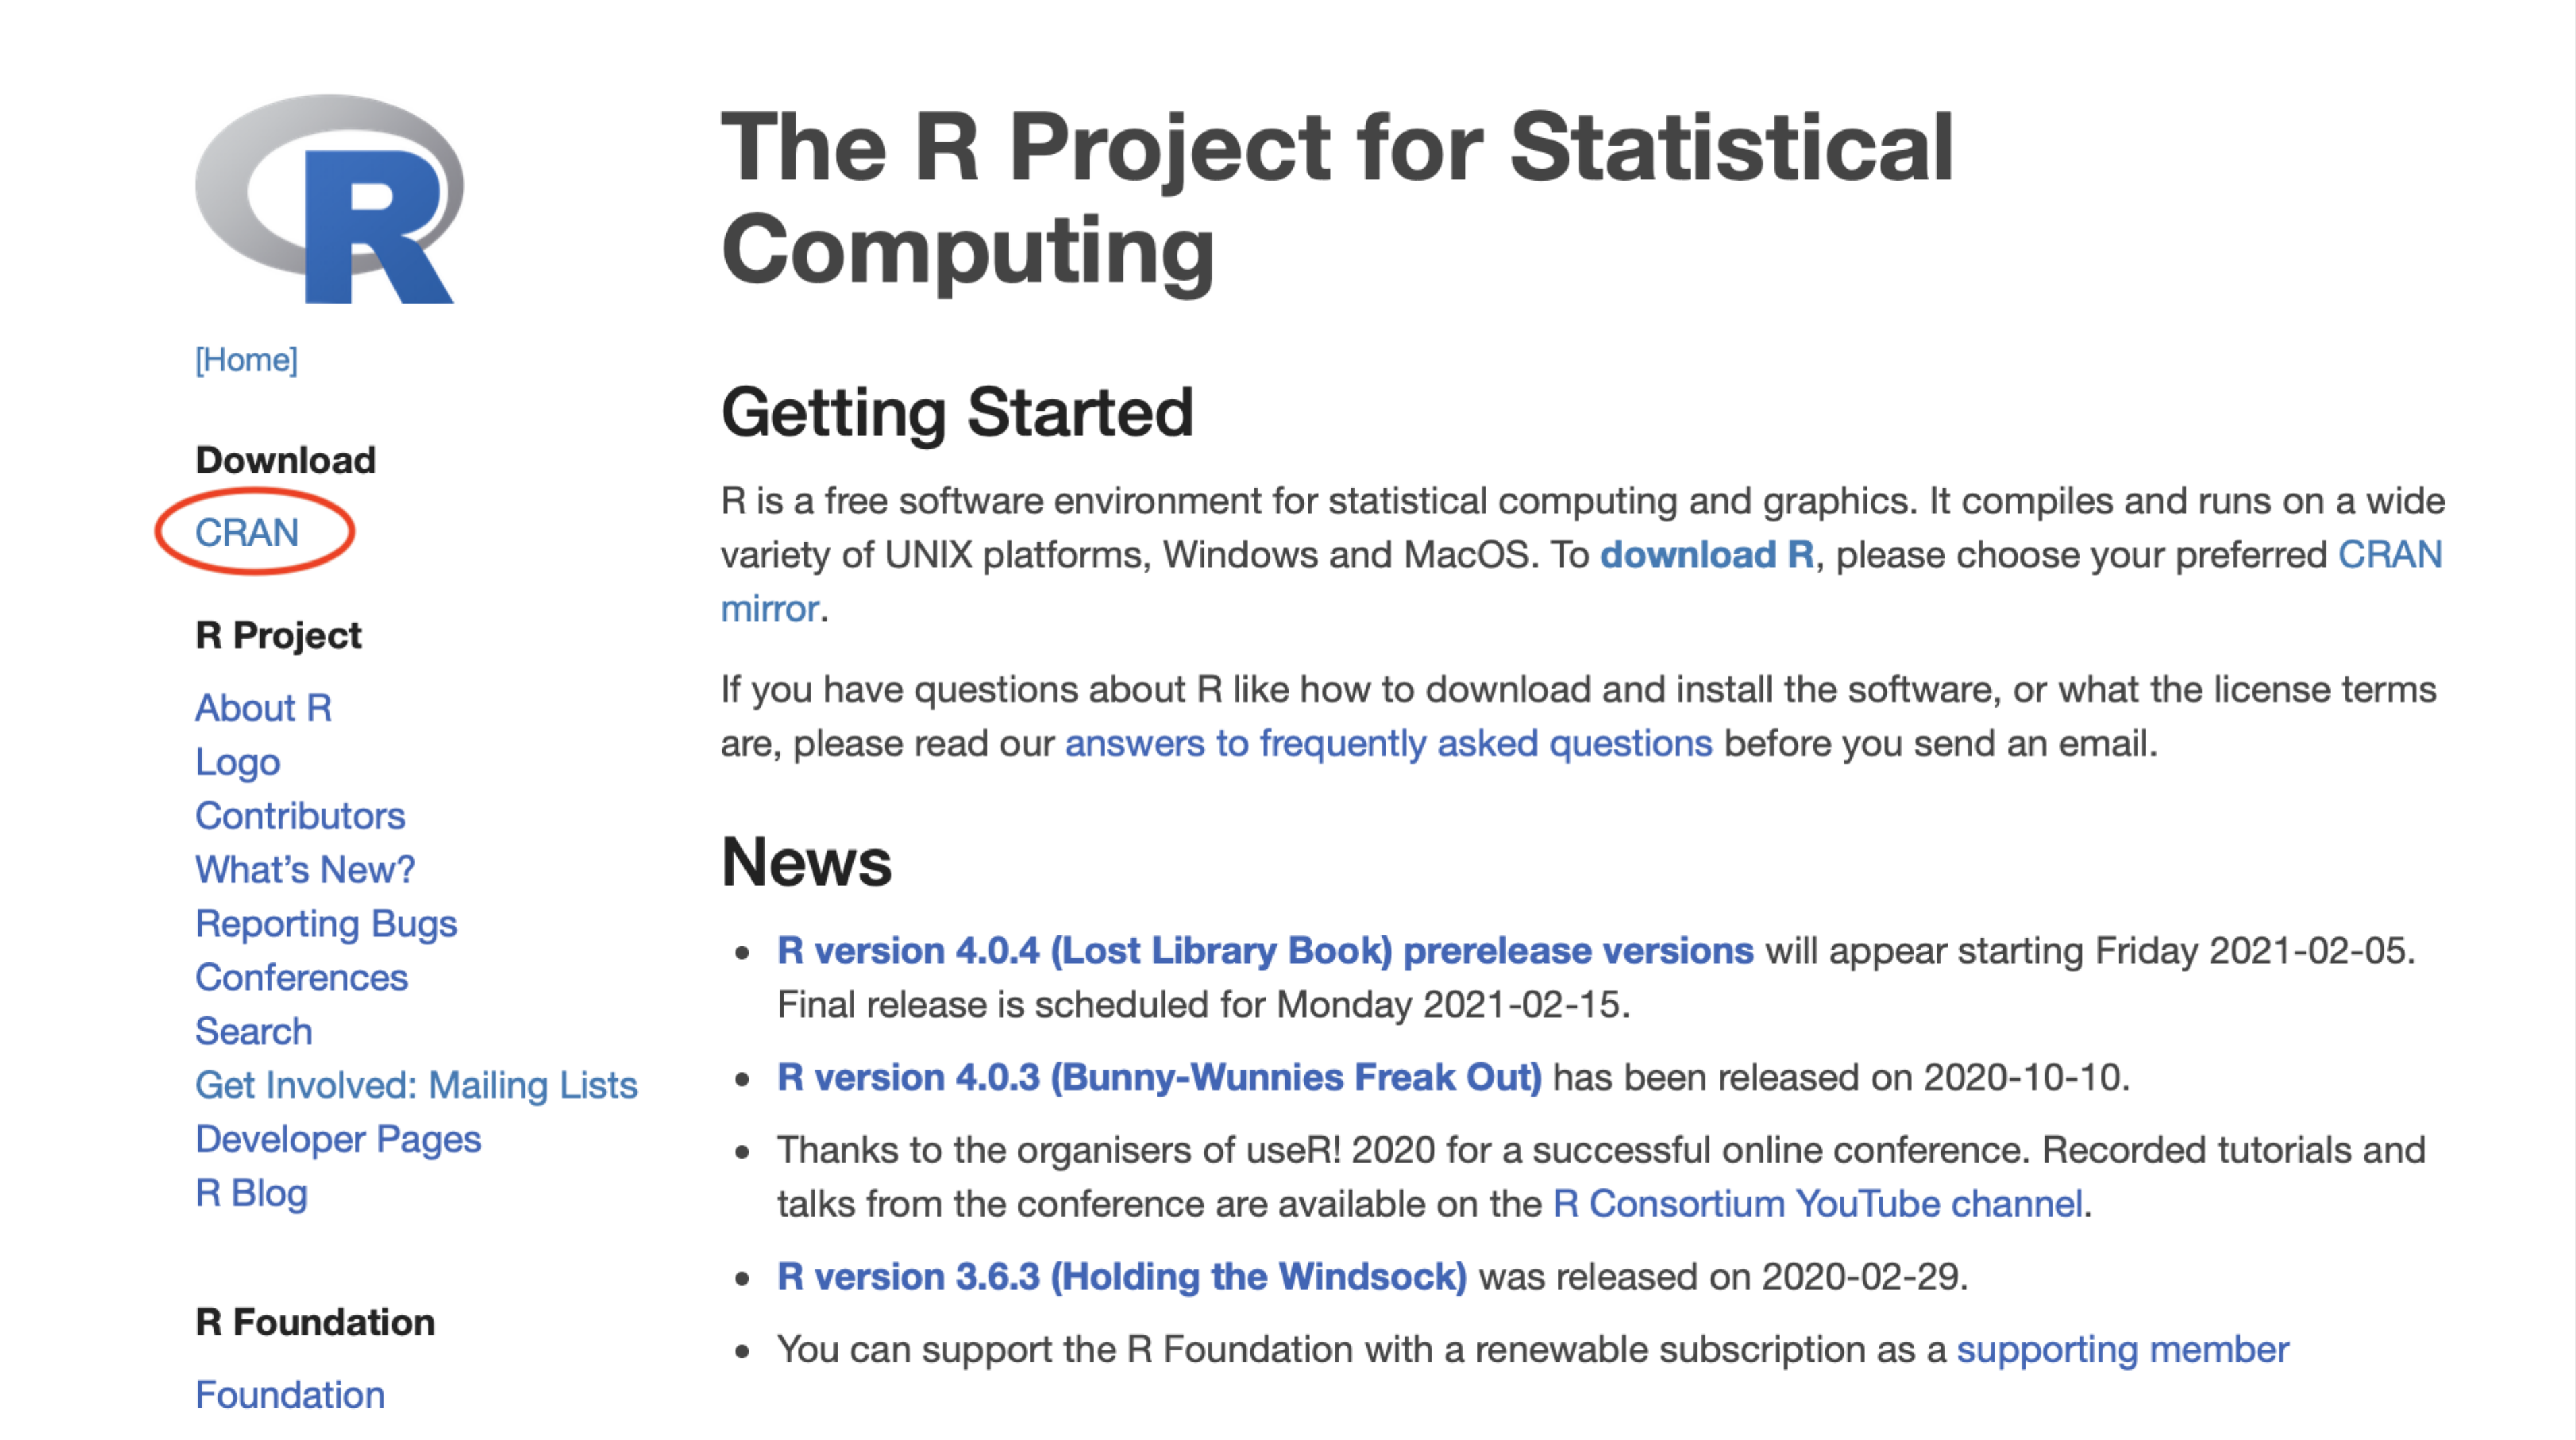 R
[Home]
Download
CRAN
R Project
About R
Logo
Contributors
What's New?
Reporting Bugs
Conferences
Search
Get Involved: Mailing Lists
Developer Pages
R Blog
R Foundation
Foundation
The R Project for Statistical
Computing
Getting Started
R is a free software environment for statistical computing and graphics. It compiles and runs on a wide
variety of UNIX platforms, Windows and MacOS. To download R, please choose your preferred CRAN
mirror.
If you have questions about R like how to download and install the software, or what the license terms
are, please read our answers to frequently asked questions before you send an email.
News
• R version 4.0.4 (Lost Library Book) prerelease versions will appear starting Friday 2021-02-05.
Final release is scheduled for Monday 2021-02-15.
• R version 4.0.3 (Bunny-Wunnies Freak Out) has been released on 2020-10-10.
• Thanks to the organisers of useR! 2020 for a successful online conference. Recorded tutorials and
talks from the conference are available on the R Consortium YouTube channel.
• R version 3.6.3 (Holding the Windsock) was released on 2020-02-29.
• You can support the R Foundation with a renewable subscription as a supporting member